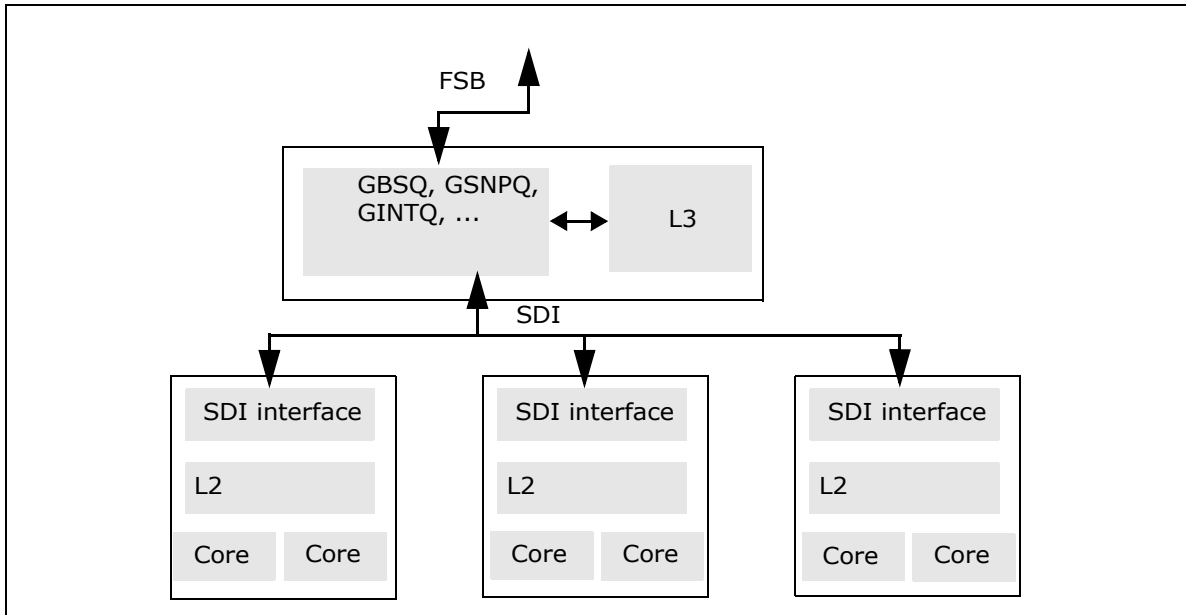 FSB
GBSQ, GSNPQ,
GINTQ, ...
L3
SDI
SDI interface
SDI interface
SDI interface
L2
L2
L2
Core
Core
Core
Core
Core
Core